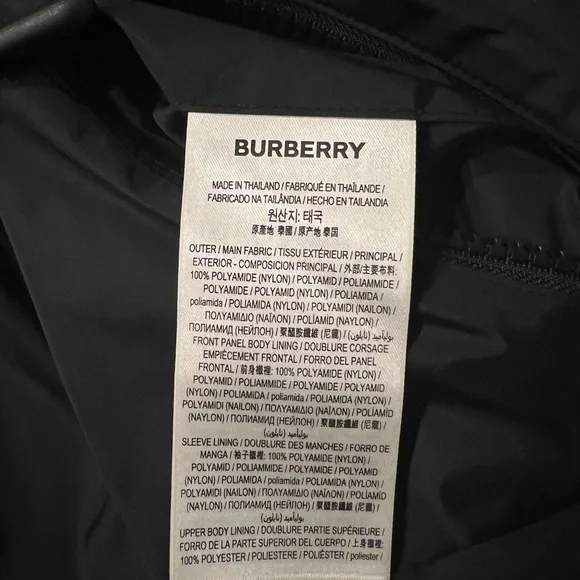 BURBERRY
MADE IN THAILAND / FABRIQUÉ EN THAÏLANDE /
FABRICADO NA TAILÂNDIA / HECHO EN TAILANDIA
원산지: 태국
原產地 泰國 / 原产地 泰国
OUTER / MAIN FABRIC / TISSU EXTÉRIEUR / PRINCIPAL /
EXTERIOR - COMPOSICIÓN PRINCIPAL / 外部/主要布料:
100% POLYAMIDE (NYLON) / POLYAMID / POLIAMMIDE /
POLYAMIDE / POLYAMID (NYLON) / POLIAMIDA /
poliamida / POLIAMIDA (NYLON) / POLYAMIDI (NAILON) /
ΠΟΛΥΑΜΙΔΙΟ (ΝΑΪΛΟΝ) / POLÍAMÍD (NAYLON) /
ПОЛИАМИД (НЕЙЛОН) / 聚醯胺纖維 (尼龍) / بولياميد (نايلون)
FRONT PANEL BODY LINING / DOUBLURE CORSAGE
EMPIÈCEMENT FRONTAL / FORRO DEL PANEL
FRONTAL / 前身襯裡: 100% POLYAMIDE (NYLON) /
POLYAMID / POLIAMMIDE / POLYAMIDE / POLYAMID
(NYLON) / POLIAMIDA / poliamida / POLIAMIDA (NYLON) /
POLYAMIDI (NAILON) / ΠΟΛΥΑΜΙΔΙΟ (ΝΑΪΛΟΝ) / POLÍAMÍD
(NAYLON) / ПОЛИАМИД (НЕЙЛОН) / 聚醯胺纖維 (尼龍) /
بولياميد (نايلون)
SLEEVE LINING / DOUBLURE DES MANCHES / FORRO DE
MANGA / 袖子襯裡: 100% POLYAMIDE (NYLON) /
POLYAMID / POLIAMMIDE / POLYAMIDE / POLYAMID
(NYLON) / POLIAMIDA / poliamida / POLIAMIDA (NYLON) /
POLYAMIDI (NAILON) / ΠΟΛΥΑΜΙΔΙΟ (ΝΑΪΛΟΝ) / POLÍAMÍD
(NAYLON) / ПОЛИАМИД (НЕЙЛОН) / 聚醯胺纖維 (尼龍) /
بولياميد (نايلون)
UPPER BODY LINING / DOUBLURE PARTIE SUPÉRIEURE /
FORRO DE LA PARTE SUPERIOR DEL CUERPO / 上身襯裡:
100% POLYESTER / POLIESTERE / POLIÉSTER / poliester /